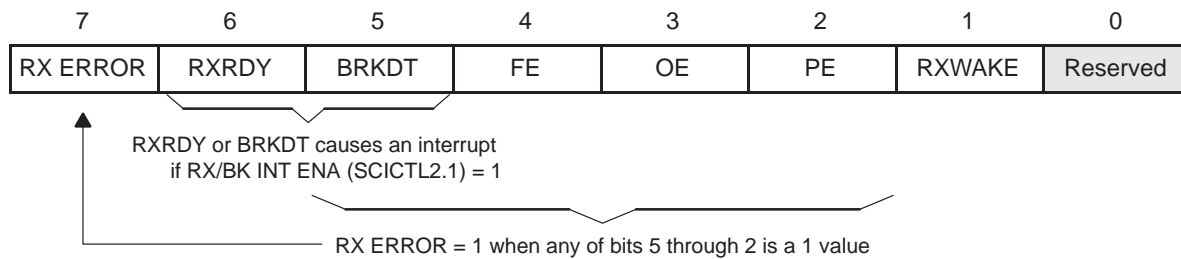 7 6 5 4 3 2 1 0
RX ERROR RXRDY BRKDT FE OE PE RXWAKE Reserved
RXRDY or BRKDT causes an interrupt
if RX/BK INT ENA (SCICTL2.1) = 1
RX ERROR = 1 when any of bits 5 through 2 is a 1 value